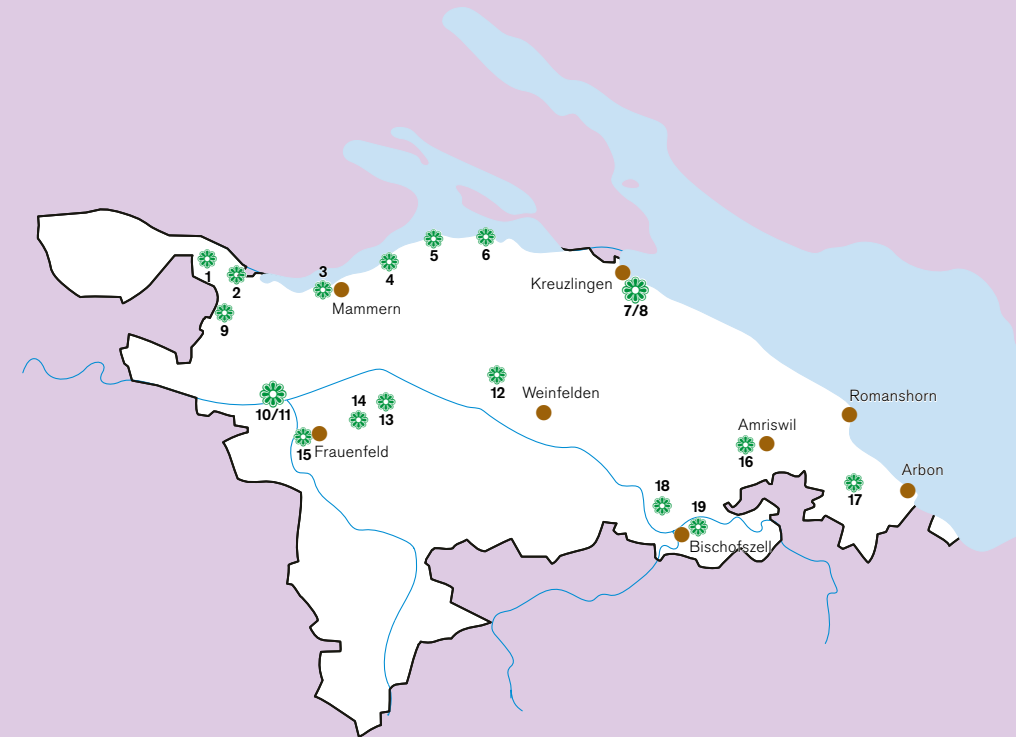 5
6
1
2
3
4
Mammern
Kreuzlingen
7/8
9
12
Weinfelden
10/11
14
13
15
Frauenfeld
Romanshorn
Amriswil
16
Arbon
17
18
19
Bischofszell